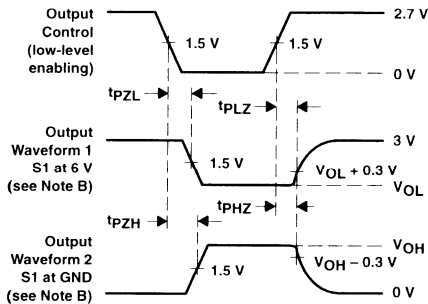 Output
Control
(low-level
enabling)
1.5 V
1.5 V
2.7 V
0 V
tPZL
tPLZ
Output
Waveform 1
S1 at 6 V
(see Note B)
1.5 V
3 V
VOL + 0.3 V
VOL
tPZH
tPHZ
Output
Waveform 2
S1 at GND
(see Note B)
1.5 V
VOH
VOH − 0.3 V
0 V